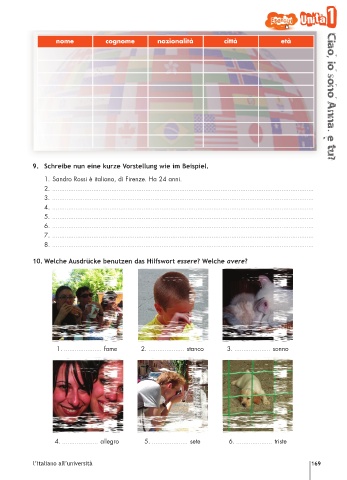 Esercizi Unità 1
Ciao, io sono Anna, e tu?
nome cognome nazionalità città età
9. Schreibe nun eine kurze Vorstellung wie im Beispiel.
1. Sandro Rossi è italiano, di Firenze. Ha 24 anni.
2.
3.
4.
5.
6.
7.
8.
10. Welche Ausdrücke benutzen das Hilfswort essere? Welche avere?
1. .................... fame 2. .................... stanco 3. .................... sonno
4. .................... allegro 5. .................... sete 6. .................... triste
l'italiano all'università 169